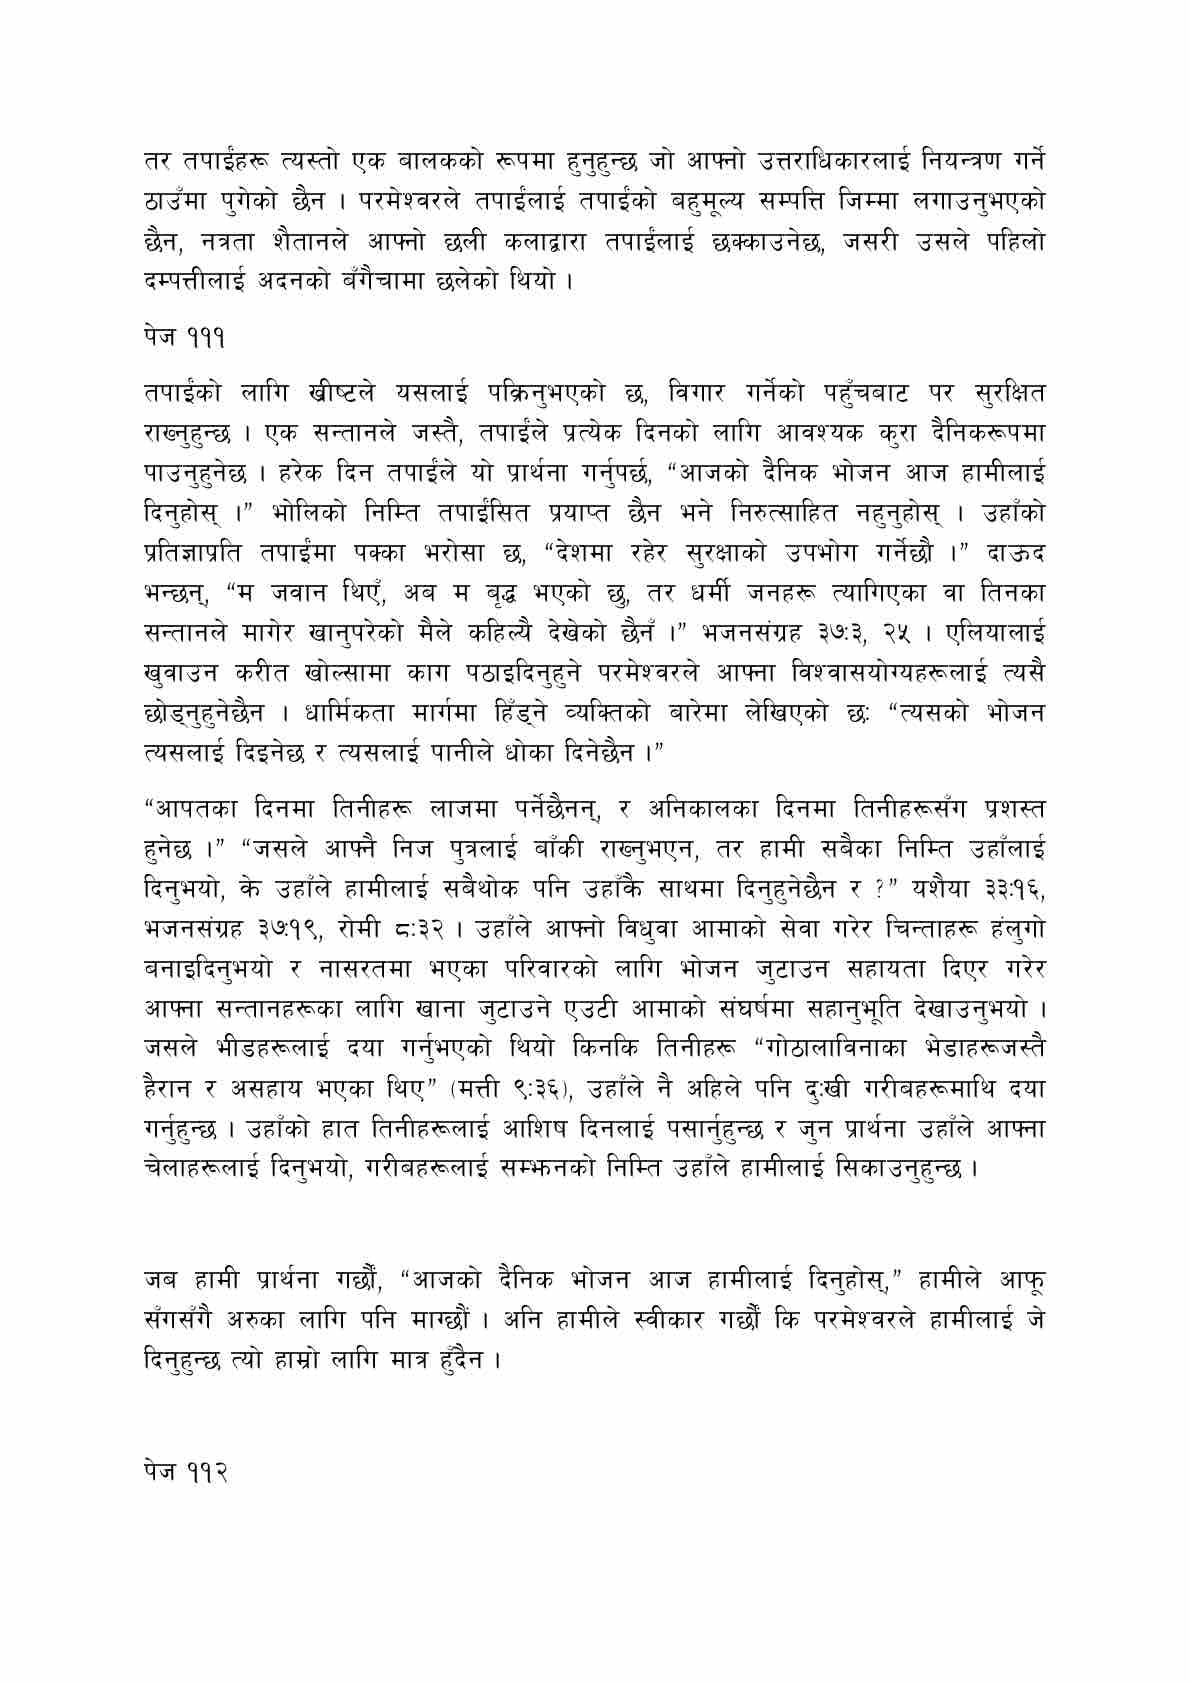 तर तपाईंहरू त्यस्तो एक बालकको रूपमा हुनुहुन्छ जो आफ्नो उत्तराधिकारलाई नियन्त्रण गर्ने
ठाउँमा पुगेको छैन । परमेश्वरले तपाईंलाई तपाईंको बहुमूल्य सम्पत्ति जिम्मा लगाउनुभएको
छैन, नत्रता शैतानले आफ्नो छली कलाद्वारा तपाईंलाई छक्काउनेछ, जसरी उसले पहिलो
दम्पत्तीलाई अदनको बँगैचामा छलेको थियो ।
पेज १११
तपाईंको लागि ख्रीष्टले यसलाई पक्रिनुभएको छ, विगार गर्नेको पहुँचबाट पर सुरक्षित
राख्नुहुन्छ । एक सन्तानले जस्तै, तपाईंले प्रत्येक दिनको लागि आवश्यक कुरा दैनिकरूपमा
पाउनुहुनेछ । हरेक दिन तपाईंले यो प्रार्थना गर्नुपर्छ, “आजको दैनिक भोजन आज हामीलाई
दिनुहोस् ।” भोलिको निम्ति तपाईंसित प्रयाप्त छैन भने निरुत्साहित नहुनुहोस् । उहाँको
प्रतिज्ञाप्रति तपाईंमा पक्का भरोसा छ, “देशमा रहेर सुरक्षाको उपभोग गर्नेछौ ।” दाऊद
भन्छन्, “म जवान थिएँ, अब म बृद्ध भएको छु, तर धर्मी जनहरू त्यागिएका वा तिनका
सन्तानले मागेर खानुपरेको मैले कहिल्यै देखेको छैनँ ।” भजनसंग्रह ३७:३, २५ । एलियालाई
खुवाउन करीत खोल्सामा काग पठाइदिनुहुने परमेश्वरले आफ्ना विश्वासयोग्यहरूलाई त्यसै
छोड्नुहुनेछैन । धार्मिकता मार्गमा हिँड्ने व्यक्तिको बारेमा लेखिएको छ: “त्यसको भोजन
त्यसलाई दिइनेछ र त्यसलाई पानीले धोका दिनेछैन ।”
“आपतका दिनमा तिनीहरू लाजमा पर्नेछैनन्, र अनिकालका दिनमा तिनीहरूसँग प्रशस्त
हुनेछ ।” “जसले आफ्नै निज पुत्रलाई बाँकी राख्नुभएन, तर हामी सबैका निम्ति उहाँलाई
दिनुभयो, के उहाँले हामीलाई सबैथोक पनि उहाँकै साथमा दिनुहुनेछैन र ?” यशैया ३३:१६,
भजनसंग्रह ३७:१९, रोमी ८:३२ । उहाँले आफ्नो विधुवा आमाको सेवा गरेर चिन्ताहरू हंलुगो
बनाइदिनुभयो र नासरतमा भएका परिवारको लागि भोजन जुटाउन सहायता दिएर गरेर
आफ्ना सन्तानहरूका लागि खाना जुटाउने एउटी आमाको संघर्षमा सहानुभूति देखाउनुभयो ।
जसले भीडहरूलाई दया गर्नुभएको थियो किनकि तिनीहरू “गोठालाविनाका भेडाहरूजस्तै
हैरान र असहाय भएका थिए” (मत्ती ९:३६), उहाँले नै अहिले पनि दु:खी गरीबहरूमाथि दया
गर्नुहुन्छ । उहाँको हात तिनीहरूलाई आशिष दिनलाई पसार्नुहुन्छ र जुन प्रार्थना उहाँले आफ्ना
चेलाहरूलाई दिनुभयो, गरीबहरूलाई सम्झनको निम्ति उहाँले हामीलाई सिकाउनुहुन्छ ।
जब हामी प्रार्थना गर्छौं, “आजको दैनिक भोजन आज हामीलाई दिनुहोस्,” हामीले आफू
सँगसँगै अरुका लागि पनि माग्छौं । अनि हामीले स्वीकार गर्छौं कि परमेश्वरले हामीलाई जे
दिनुहुन्छ त्यो हाम्रो लागि मात्र हुँदैन ।
पेज ११२